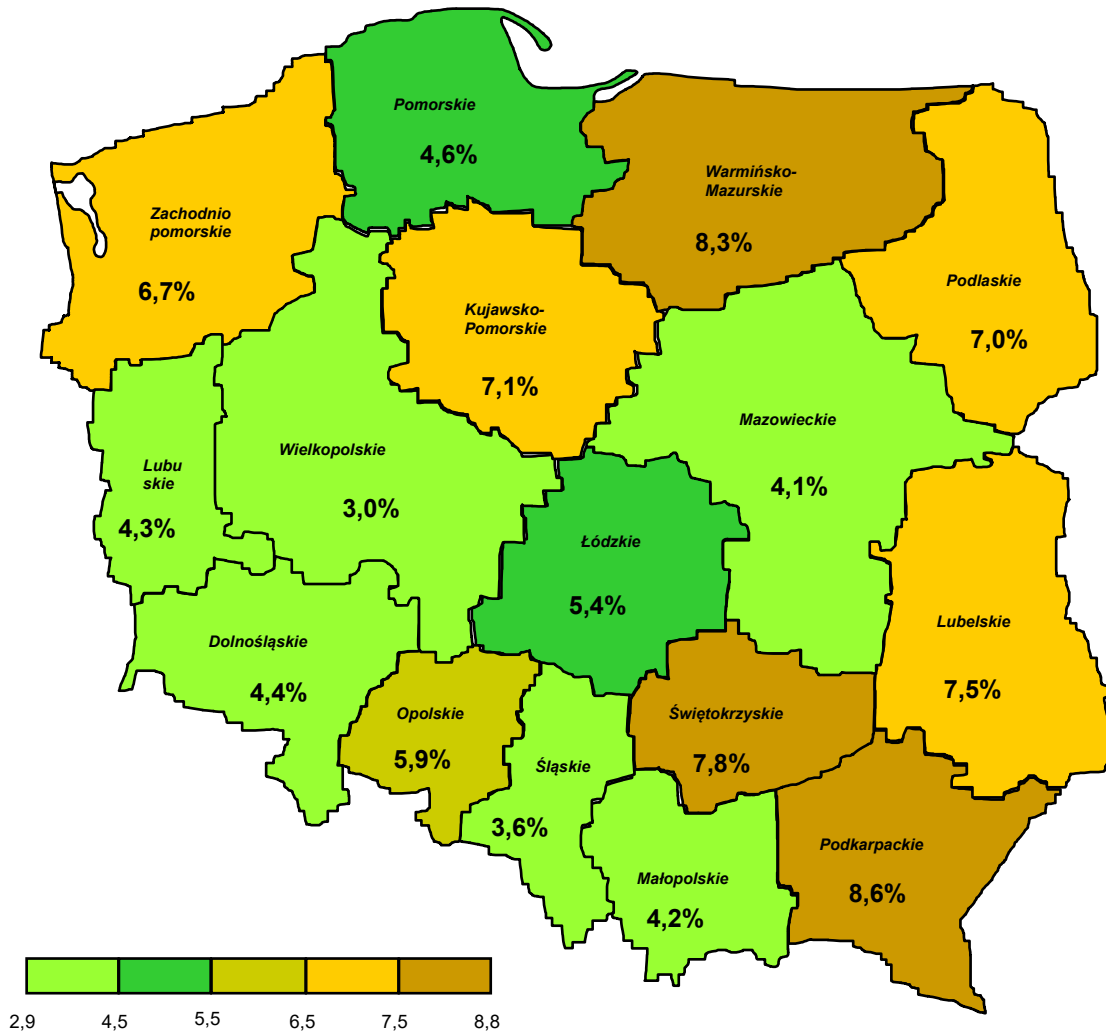 Pomorskie
4,6%
Warmińsko-
Mazurskie
8,3%
Zachodnio
pomorskie
6,7%
Podlaskie
7,0%
Kujawsko-
Pomorskie
7,1%
Mazowieckie
4,1%
Wielkopolskie
3,0%
Lubu
skie
4,3%
Łódzkie
5,4%
Lubelskie
7,5%
Dolnośląskie
4,4%
Opolskie
5,9%
Świętokrzyskie
7,8%
Śląskie
3,6%
Podkarpackie
8,6%
Małopolskie
4,2%
2,9 4,5 5,5 6,5 7,5 8,8